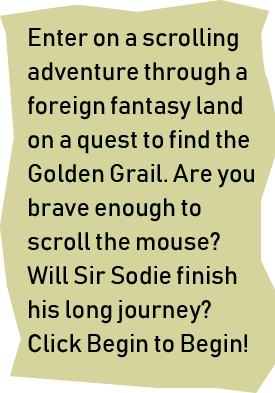 Enter on a scrolling
adventure through a
foreign fantasy land
on a quest to find the
Golden Grail. Are you
brave enough to
scroll the mouse?
Will Sir Sodie finish
his long journey?
Click Begin to Begin!